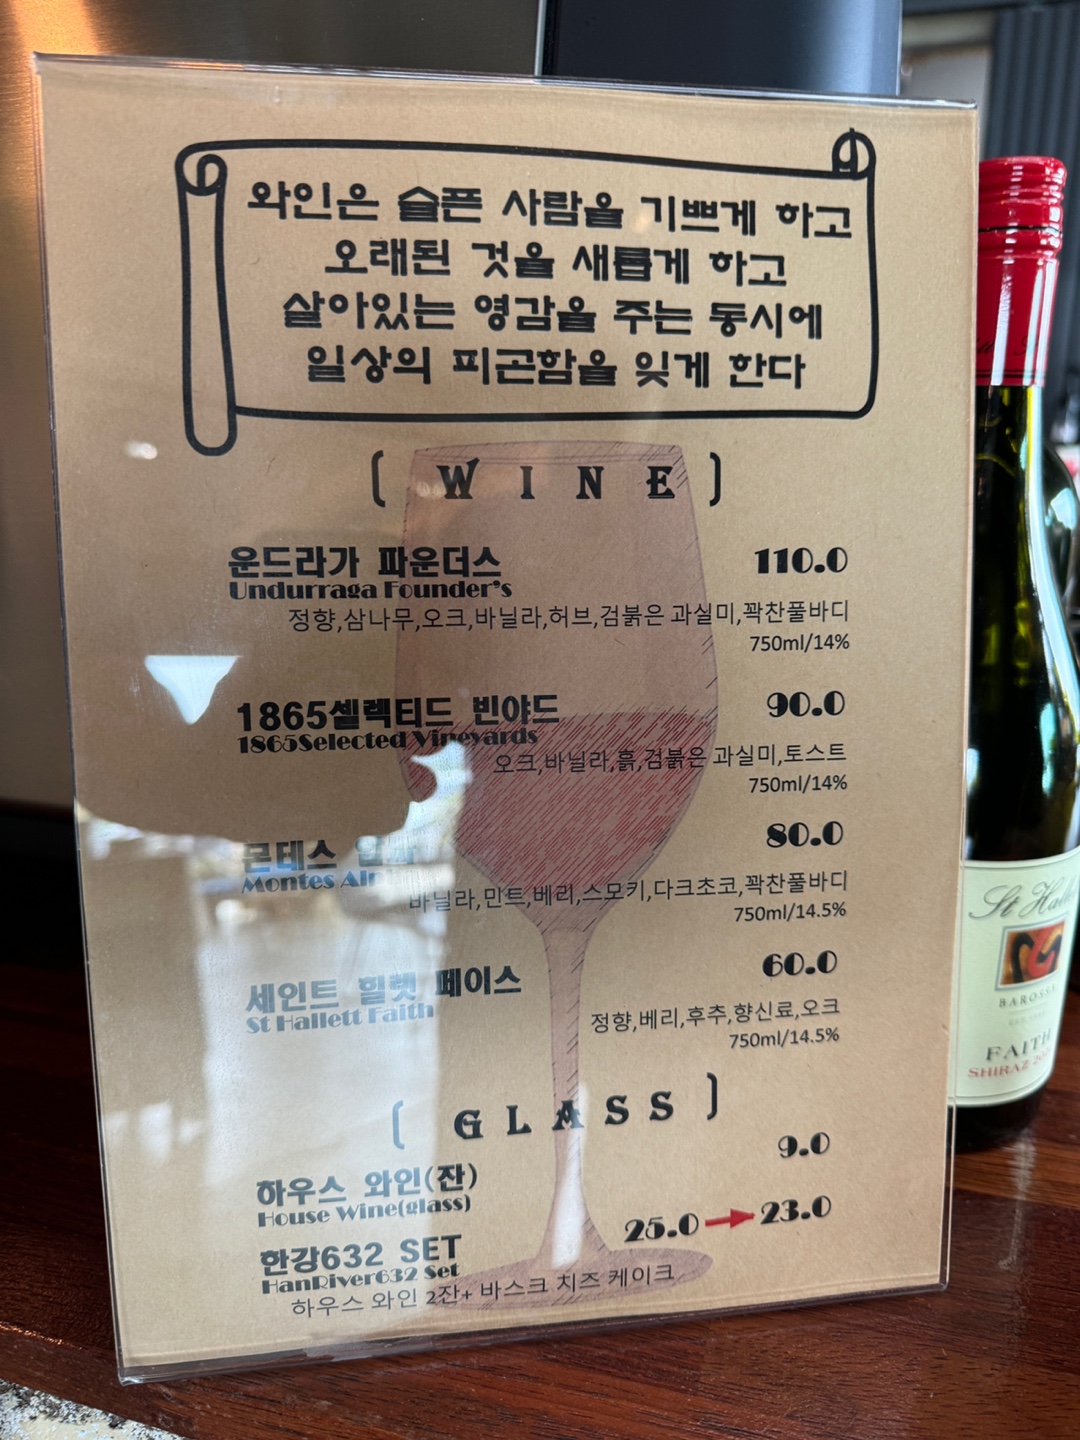 와인은 슬픈 사람을 기쁘게 하고
오래된 것을 새롭게 하고
살아있는 영감을 주는 동시에
일상의 피곤함을 잊게 한다
( WINE )
운드라가 파운더스 110.0
Undurraga Founder's
정향,삼나무,오크,바닐라,허브,검붉은 과실미,꽉찬풀바디
750ml/14%
1865셀렉티드 빈야드 90.0
1865Selected Vineyards
오크,바닐라,흙,검붉은 과실미,토스트
750ml/14%
몬테스 80.0
Montes
바닐라,민트,베리,스모키,다크초코,꽉찬풀바디
750ml/14.5%
세인트 힐렛 페이스 60.0
St Hallett Faith
정향,베리,후추,향신료,오크
750ml/14.5%
( GLASS )
하우스 와인(잔) 9.0
House Wine(glass)
한강632 SET 25.0 → 23.0
HanRiver632 Set
하우스 와인 2잔+ 바스크 치즈 케이크
St
BAROSSA
FAITH
SHIRAZ